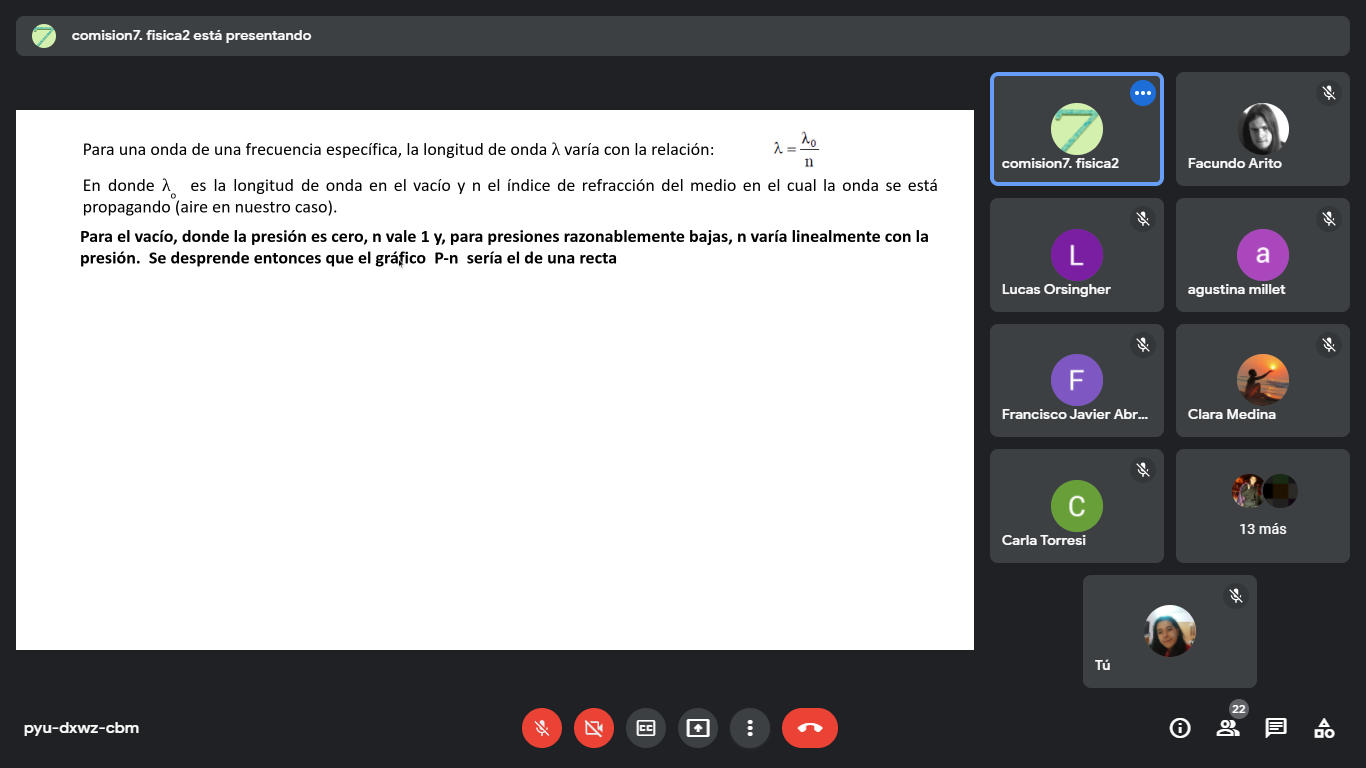 comision7. fisica2 está presentando
Para una onda de una frecuencia específica, la longitud de onda λ varía con la relación:
λ = λ0 / n
En donde λo es la longitud de onda en el vacío y n el índice de refracción del medio en el cual la onda se está
propagando (aire en nuestro caso).
Para el vacío, donde la presión es cero, n vale 1 y, para presiones razonablemente bajas, n varía linealmente con la
presión. Se desprende entonces que el gráfico P-n sería el de una recta
comision7. fisica2
Facundo Arito
L
Lucas Orsingher
a
agustina millet
F
Francisco Javier Abr...
Clara Medina
C
Carla Torresi
13 más
Tú
pyu-dxwz-cbm
CC
22